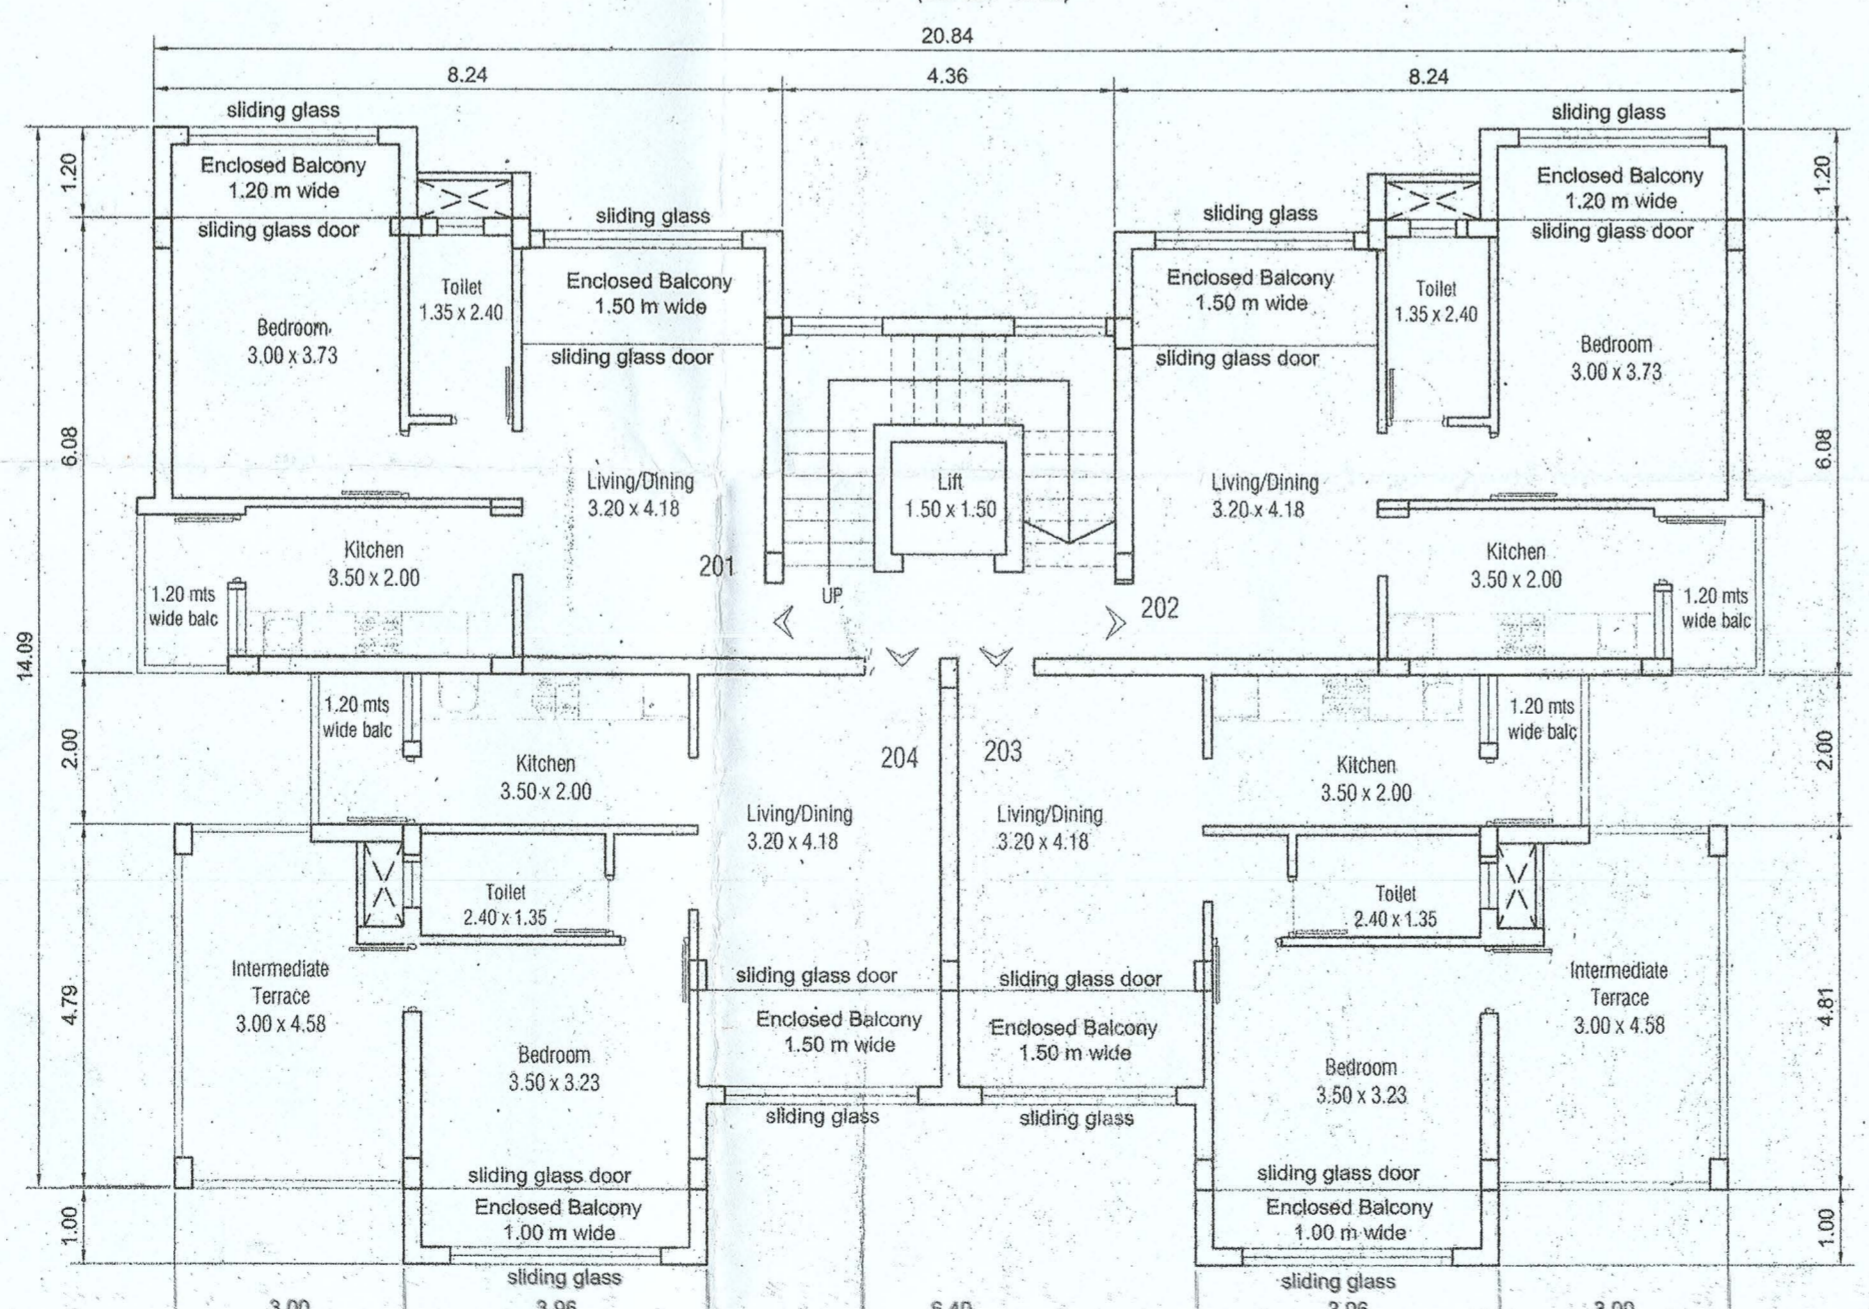 20.84
8.24
4.36
8.24
sliding glass
sliding glass
1.20
Enclosed Balcony
1.20 m wide
Enclosed Balcony
1.20 m wide
1.20
sliding glass door
sliding glass
sliding glass
sliding glass door
Toilet
1.35 x 2.40
Enclosed Balcony
1.50 m wide
Enclosed Balcony
1.50 m wide
Toilet
1.35 x 2.40
Bedroom
3.00 x 3.73
sliding glass door
sliding glass door
Bedroom
3.00 x 3.73
6.08
Living/Dining
3.20 x 4.18
Lift
1.50 x 1.50
Living/Dining
3.20 x 4.18
6.08
Kitchen
3.50 x 2.00
201
Kitchen
3.50 x 2.00
1.20 mts
wide balc
UP
202
1.20 mts
wide balc
14.09
1.20 mts
wide balc
1.20 mts
wide balc
2.00
Kitchen
3.50 x 2.00
204
203
Kitchen
3.50 x 2.00
2.00
Living/Dining
3.20 x 4.18
Living/Dining
3.20 x 4.18
Toilet
2.40 x 1.35
Toilet
2.40 x 1.35
Intermediate
Terrace
3.00 x 4.58
sliding glass door
sliding glass door
Intermediate
Terrace
3.00 x 4.58
4.79
Enclosed Balcony
1.50 m wide
Enclosed Balcony
1.50 m wide
4.81
Bedroom
3.50 x 3.23
Bedroom
3.50 x 3.23
sliding glass
sliding glass
sliding glass door
sliding glass door
1.00
Enclosed Balcony
1.00 m wide
Enclosed Balcony
1.00 m wide
1.00
sliding glass
sliding glass